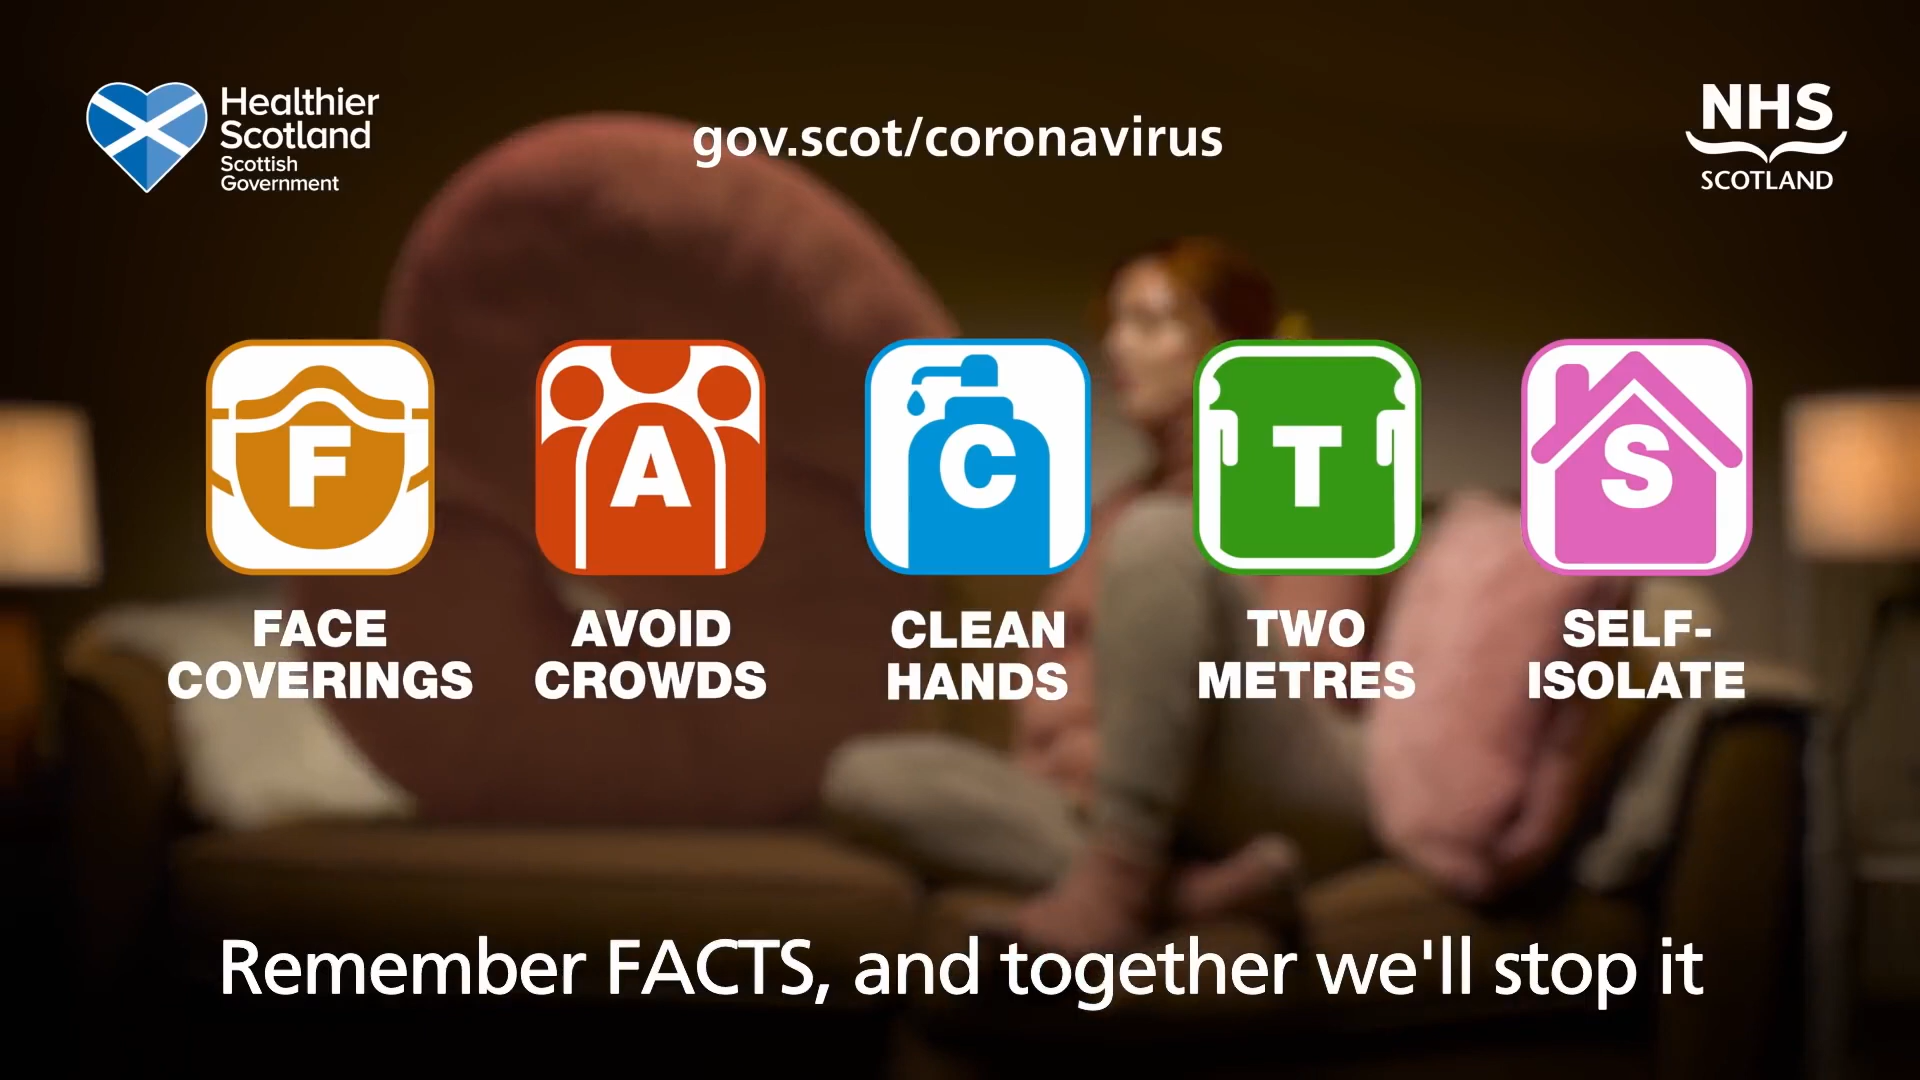 Healthier
Scotland
Scottish
Government
gov.scot/coronavirus
NHS
SCOTLAND
F
A
C
T
S
FACE
COVERINGS
AVOID
CROWDS
CLEAN
HANDS
TWO
METRES
SELF-
ISOLATE
Remember FACTS, and together we'll stop it